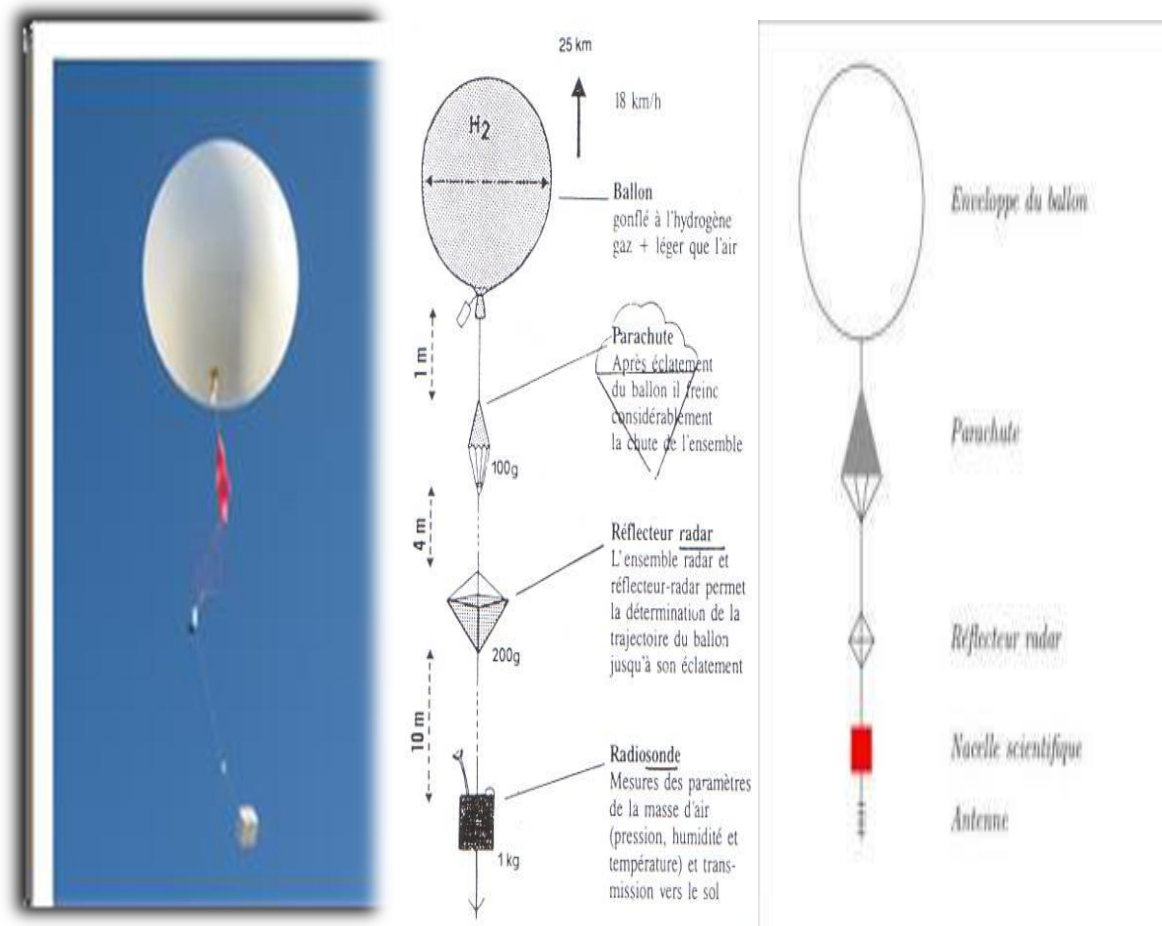 25 km
18 km/h
H2
Ballon
gonflé à l'hydrogène
gaz + léger que l'air
1 m
Parachute
Après éclatement
du ballon il freinc
considérablement
la chute de l'ensemble
100g
4 m
Réflecteur radar
L'ensemble radar et
réflecteur-radar permet
la détermination de la
trajectoire du ballon
jusqu'à son éclatement
200g
10 m
Radiosonde
Mesures des paramètres
de la masse d'air
(pression, humidité et
température) et trans-
mission vers le sol
1 kg
Enveloppe du ballon
Parachute
Réflecteur radar
Nacelle scientifique
Antenne